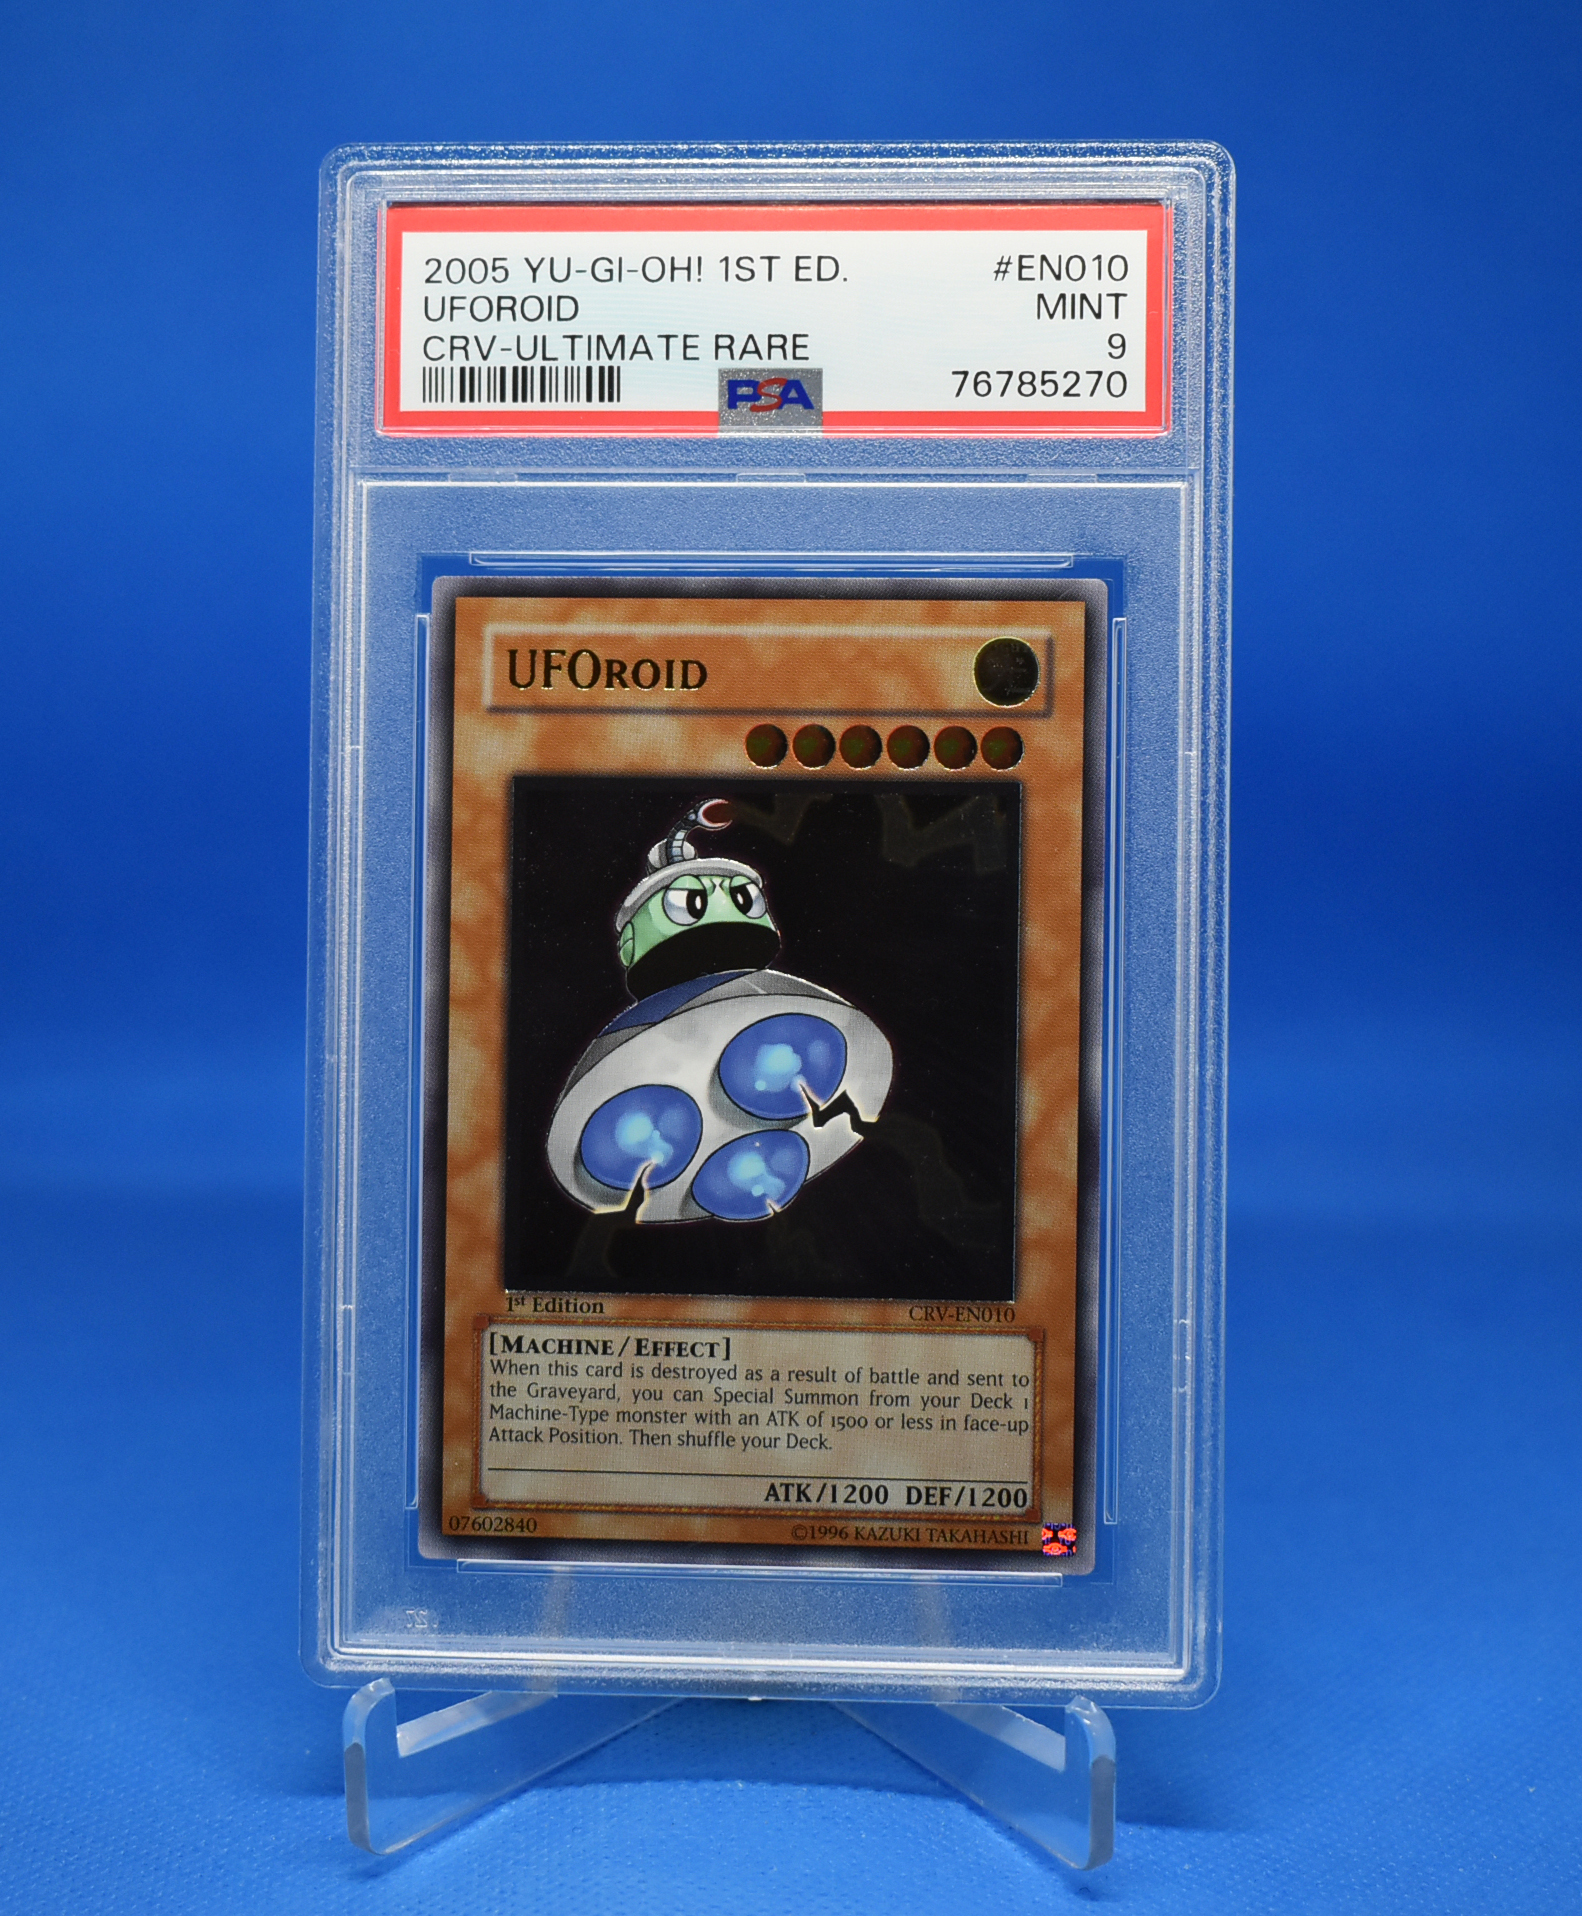 2005 YU-GI-OH! 1ST ED. #EN010
UFOROID MINT
CRV-ULTIMATE RARE 9
PSA 76785270
UFOROID
1st Edition CRV-EN010
[MACHINE/EFFECT]
When this card is destroyed as a result of battle and sent to
the Graveyard, you can Special Summon from your Deck 1
Machine-Type monster with an ATK of 1500 or less in face-up
Attack Position. Then shuffle your Deck.
ATK/1200 DEF/1200
07602840 ©1996 KAZUKI TAKAHASHI